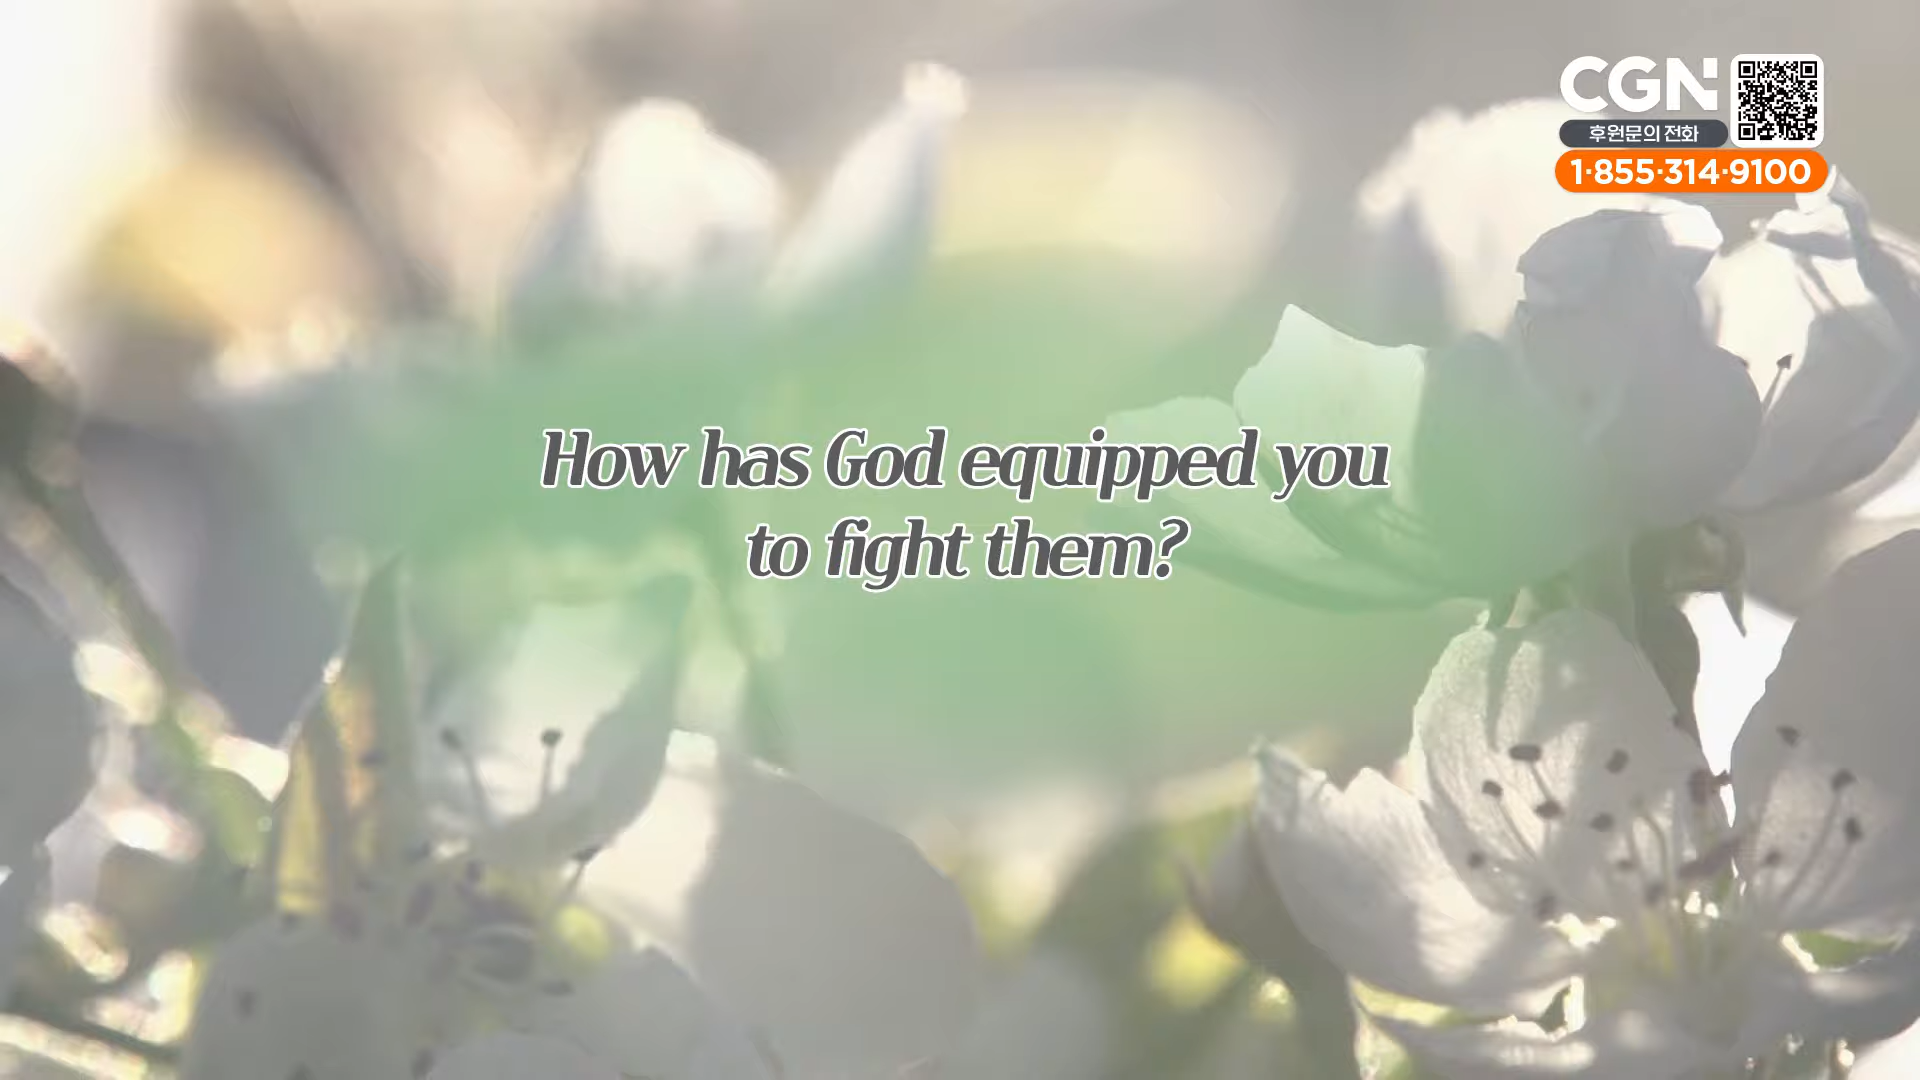 CGN
후원문의 전화
1·855·314·9100
How has God equipped you
to fight them?